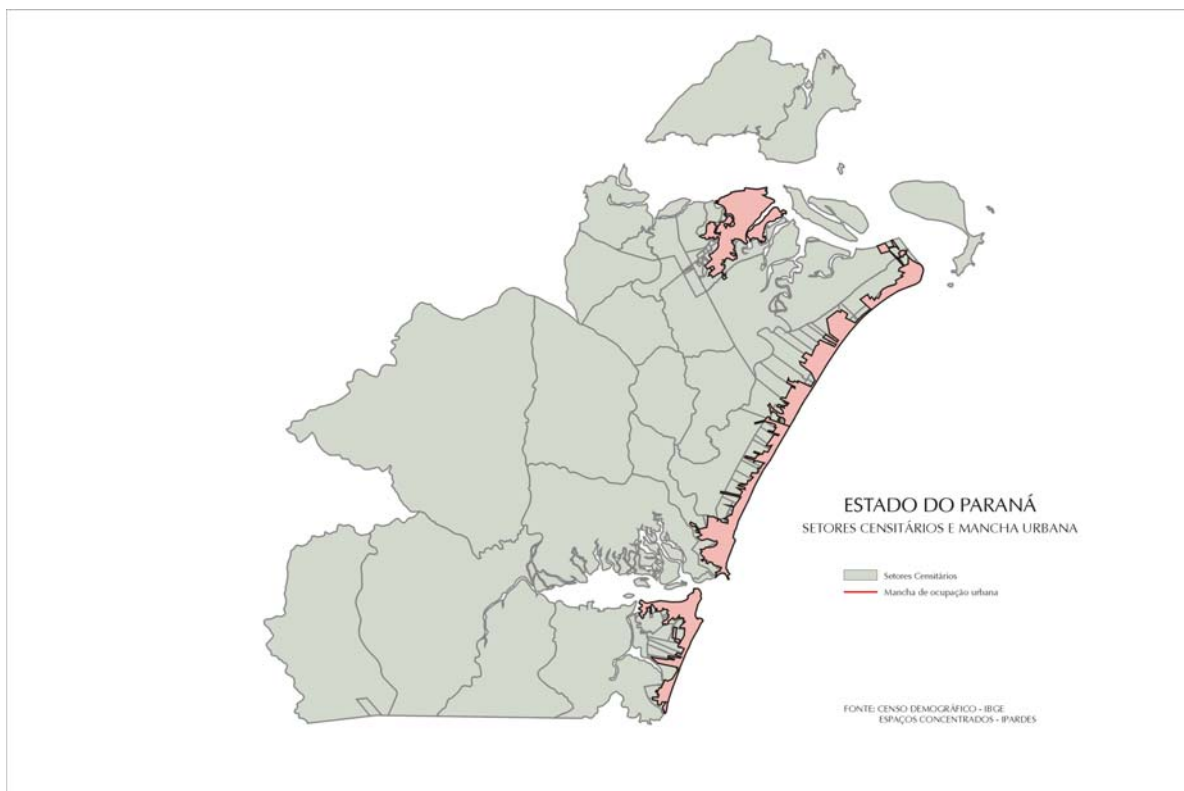 ESTADO DO PARANÁ
SETORES CENSITÁRIOS E MANCHA URBANA
Setores Censitários
Mancha de ocupação urbana
FONTE: CENSO DEMOGRÁFICO - IBGE
ESPAÇOS CONCENTRADOS - IPARDES